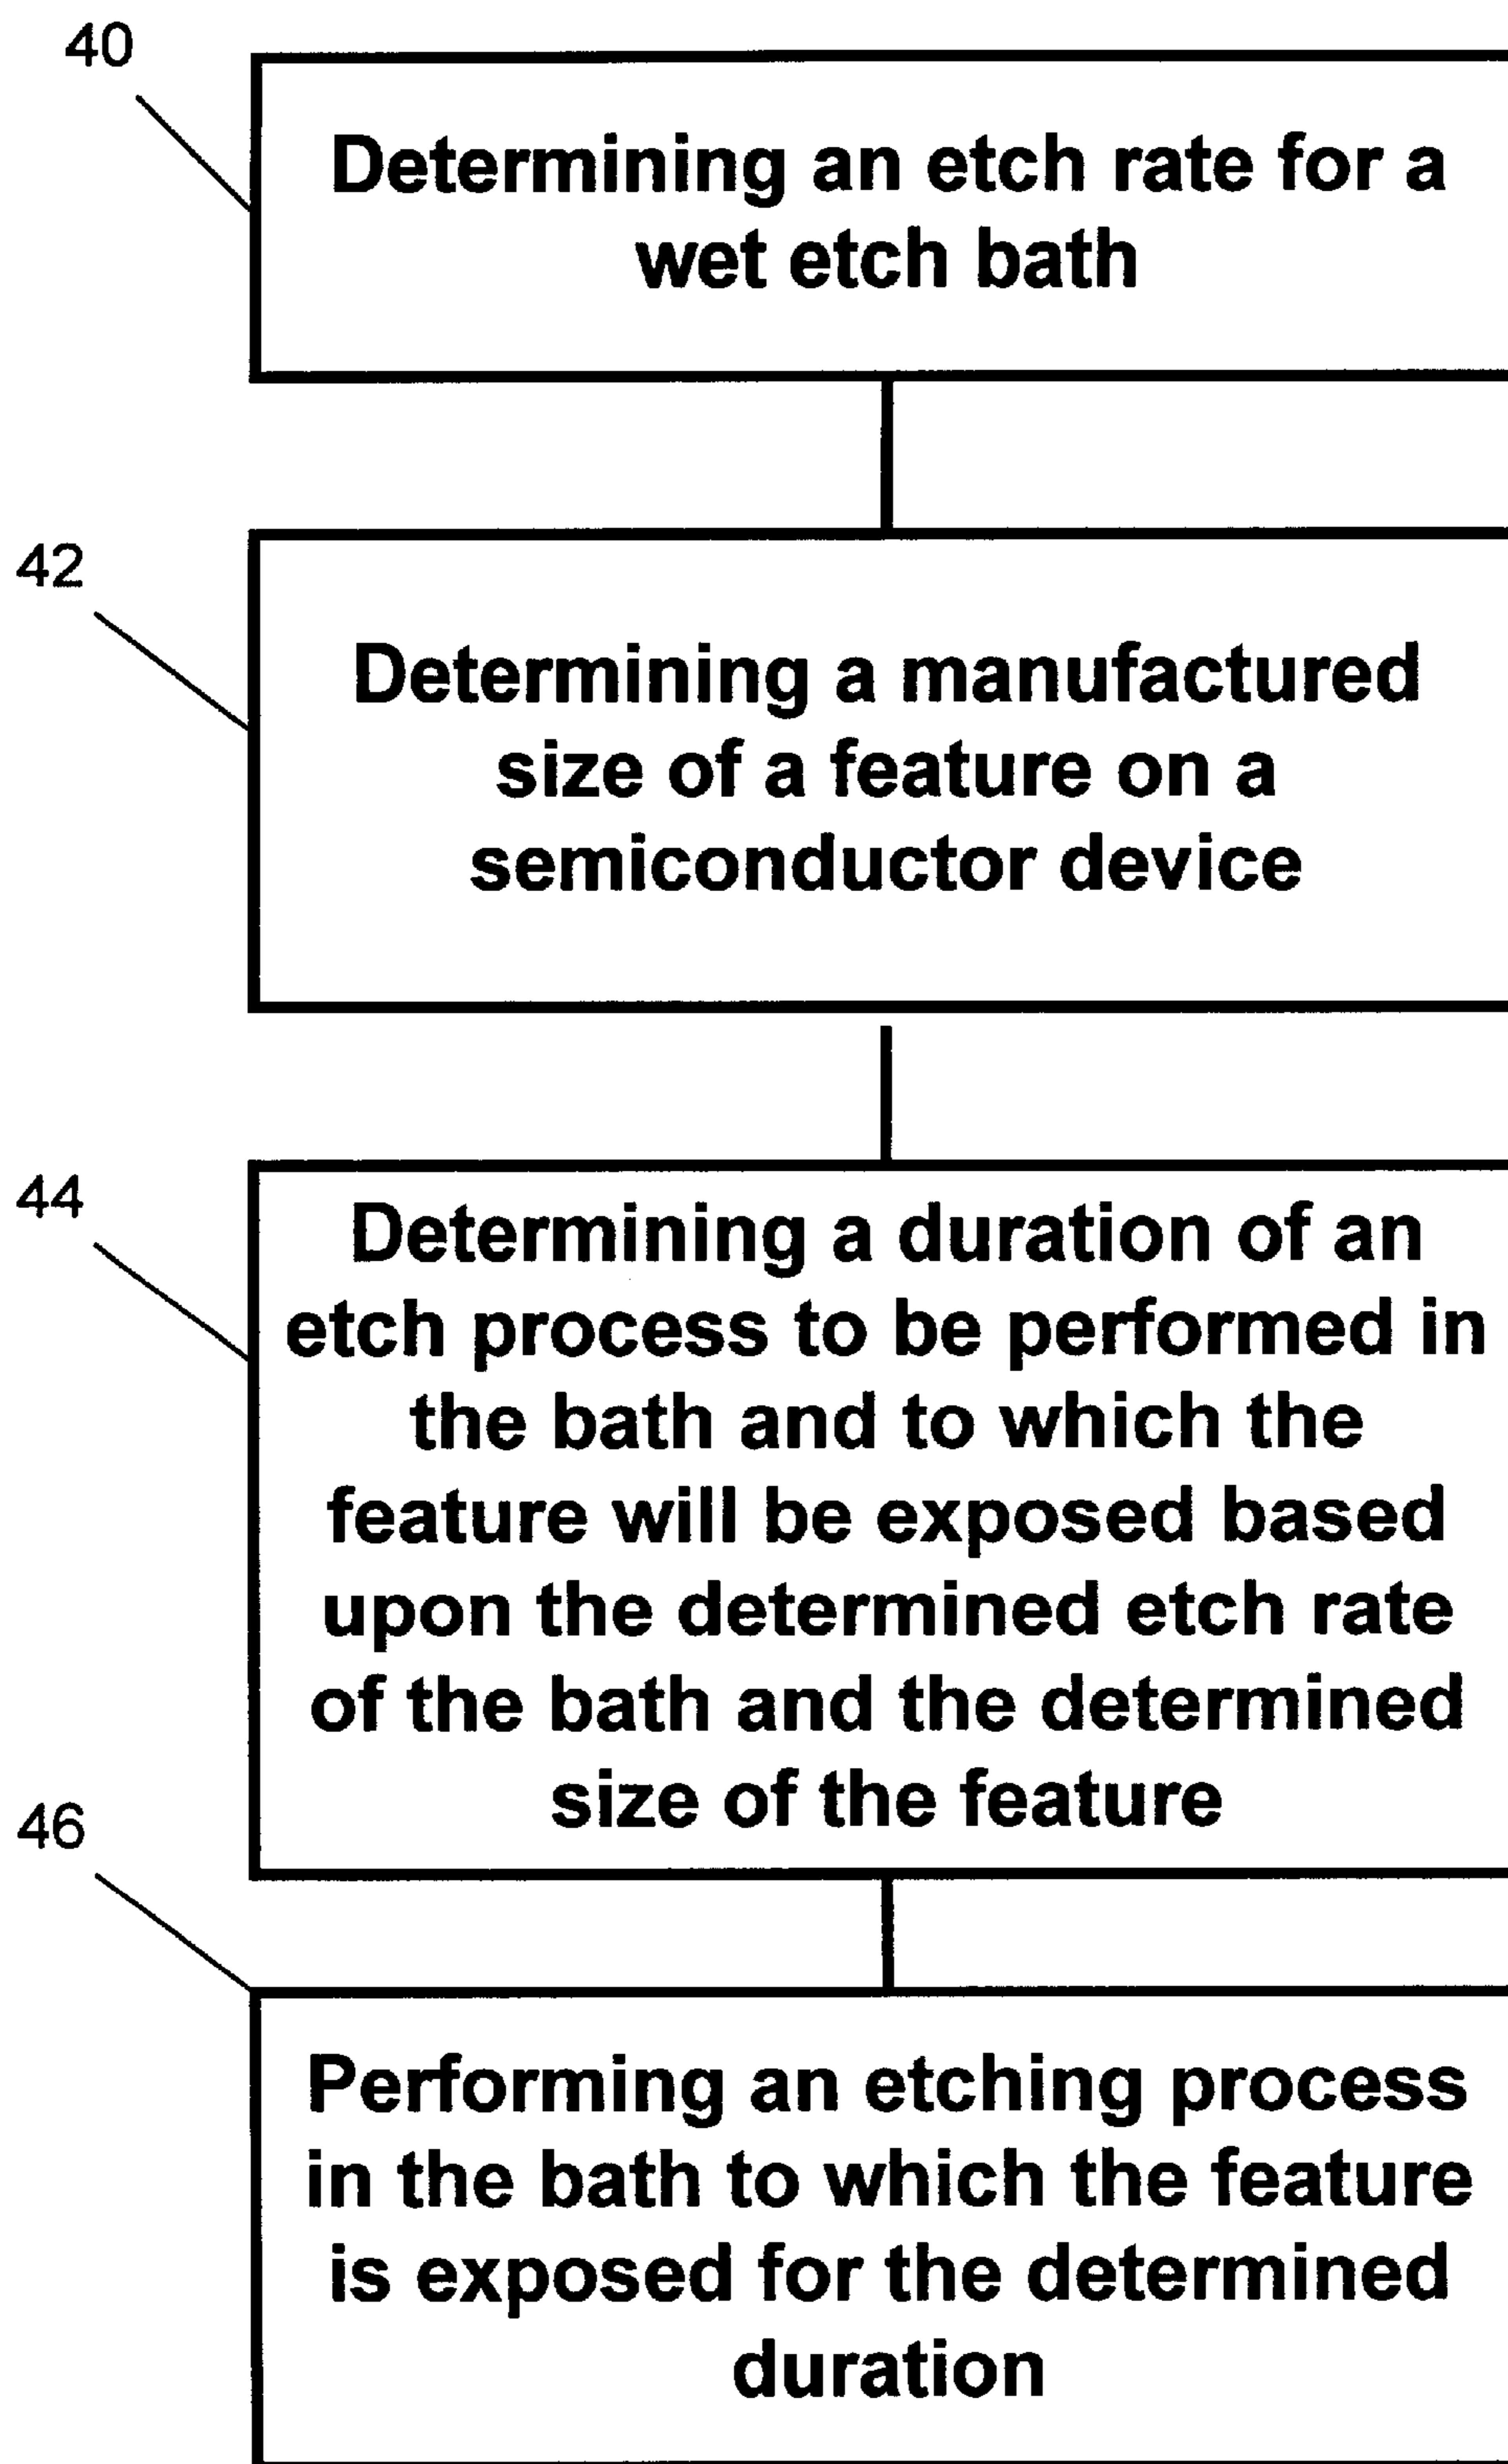 40
Determining an etch rate for a
wet etch bath
42
Determining a manufactured
size of a feature on a
semiconductor device
44
Determining a duration of an
etch process to be performed in
the bath and to which the
feature will be exposed based
upon the determined etch rate
of the bath and the determined
size of the feature
46
Performing an etching process
in the bath to which the feature
is exposed for the determined
duration